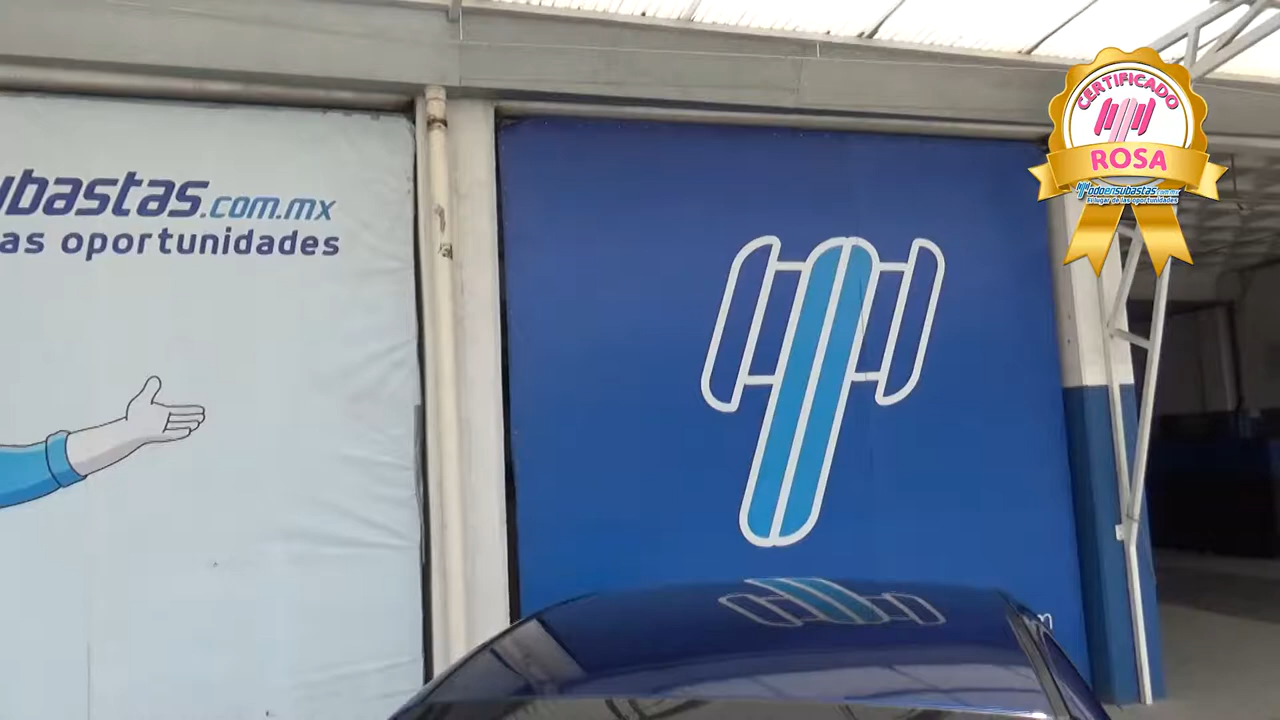 ubastas.com.mx
as oportunidades
CERTIFICADO
ROSA
todoensubastas.com.mx
El lugar de las oportunidades